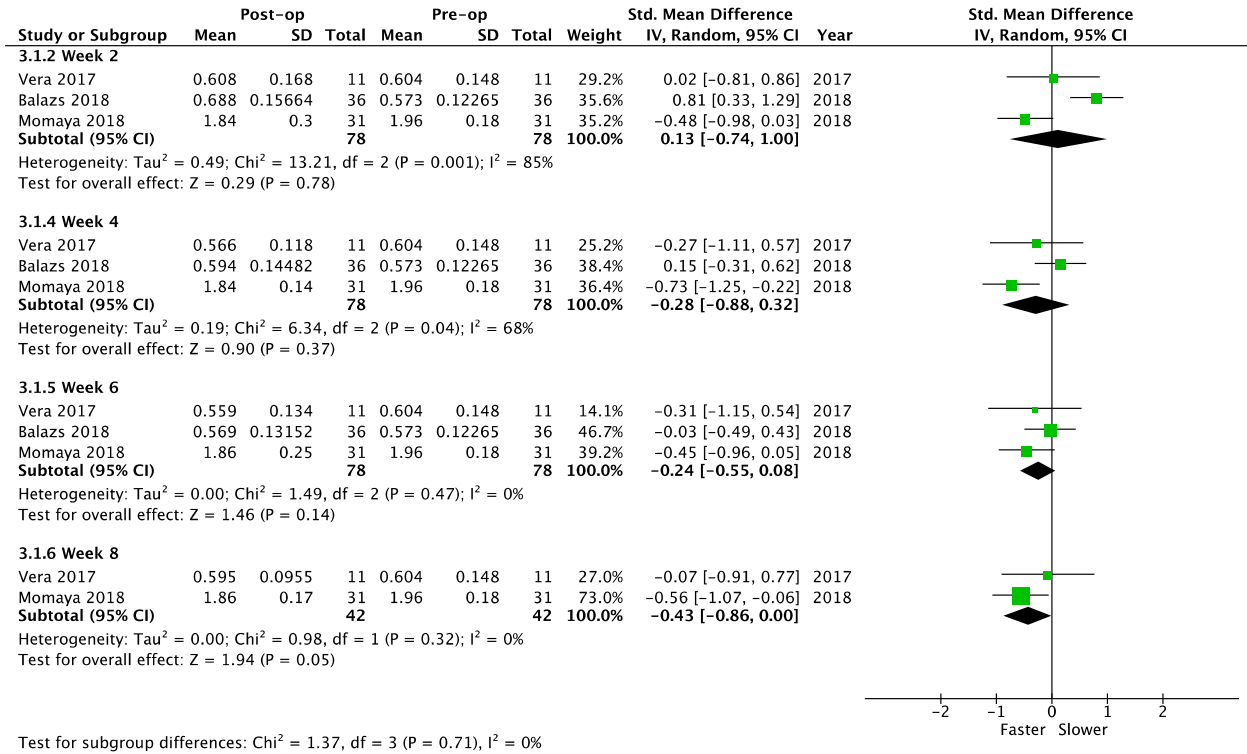 Post-op Pre-op Std. Mean Difference Std. Mean Difference
Study or Subgroup Mean SD Total Mean SD Total Weight IV, Random, 95% CI Year IV, Random, 95% CI
3.1.2 Week 2
Vera 2017 0.608 0.168 11 0.604 0.148 11 29.2% 0.02 [−0.81, 0.86] 2017
Balazs 2018 0.688 0.15664 36 0.573 0.12265 36 35.6% 0.81 [0.33, 1.29] 2018
Momaya 2018 1.84 0.3 31 1.96 0.18 31 35.2% −0.48 [−0.98, 0.03] 2018
Subtotal (95% CI) 78 78 100.0% 0.13 [−0.74, 1.00]
Heterogeneity: Tau² = 0.49; Chi² = 13.21, df = 2 (P = 0.001); I² = 85%
Test for overall effect: Z = 0.29 (P = 0.78)
3.1.4 Week 4
Vera 2017 0.566 0.118 11 0.604 0.148 11 25.2% −0.27 [−1.11, 0.57] 2017
Balazs 2018 0.594 0.14482 36 0.573 0.12265 36 38.4% 0.15 [−0.31, 0.62] 2018
Momaya 2018 1.84 0.14 31 1.96 0.18 31 36.4% −0.73 [−1.25, −0.22] 2018
Subtotal (95% CI) 78 78 100.0% −0.28 [−0.88, 0.32]
Heterogeneity: Tau² = 0.19; Chi² = 6.34, df = 2 (P = 0.04); I² = 68%
Test for overall effect: Z = 0.90 (P = 0.37)
3.1.5 Week 6
Vera 2017 0.559 0.134 11 0.604 0.148 11 14.1% −0.31 [−1.15, 0.54] 2017
Balazs 2018 0.569 0.13152 36 0.573 0.12265 36 46.7% −0.03 [−0.49, 0.43] 2018
Momaya 2018 1.86 0.25 31 1.96 0.18 31 39.2% −0.45 [−0.96, 0.05] 2018
Subtotal (95% CI) 78 78 100.0% −0.24 [−0.55, 0.08]
Heterogeneity: Tau² = 0.00; Chi² = 1.49, df = 2 (P = 0.47); I² = 0%
Test for overall effect: Z = 1.46 (P = 0.14)
3.1.6 Week 8
Vera 2017 0.595 0.0955 11 0.604 0.148 11 27.0% −0.07 [−0.91, 0.77] 2017
Momaya 2018 1.86 0.17 31 1.96 0.18 31 73.0% −0.56 [−1.07, −0.06] 2018
Subtotal (95% CI) 42 42 100.0% −0.43 [−0.86, 0.00]
Heterogeneity: Tau² = 0.00; Chi² = 0.98, df = 1 (P = 0.32); I² = 0%
Test for overall effect: Z = 1.94 (P = 0.05)
−2 −1 0 1 2
Faster Slower
Test for subgroup differences: Chi² = 1.37, df = 3 (P = 0.71), I² = 0%